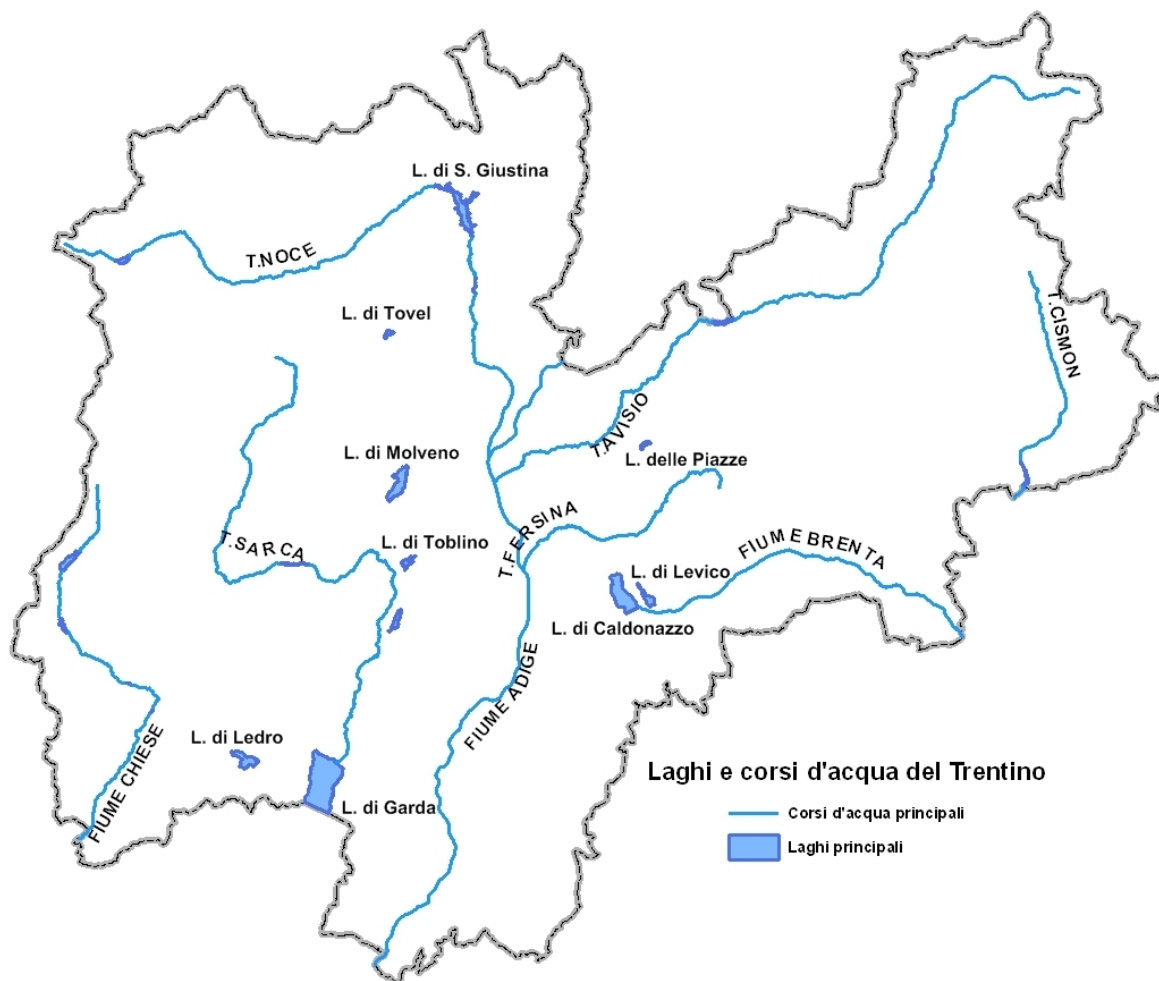 L. di S. Giustina
T.NOCE
L. di Tovel
T.CISMON
T.AVISIO
L. di Molveno
L. delle Piazze
T.SARCA
L. di Toblino
T.FERSINA
FIUME BRENTA
L. di Levico
L. di Caldonazzo
FIUME ADIGE
L. di Ledro
FIUME CHIESE
L. di Garda
Laghi e corsi d'acqua del Trentino
Corsi d'acqua principali
Laghi principali